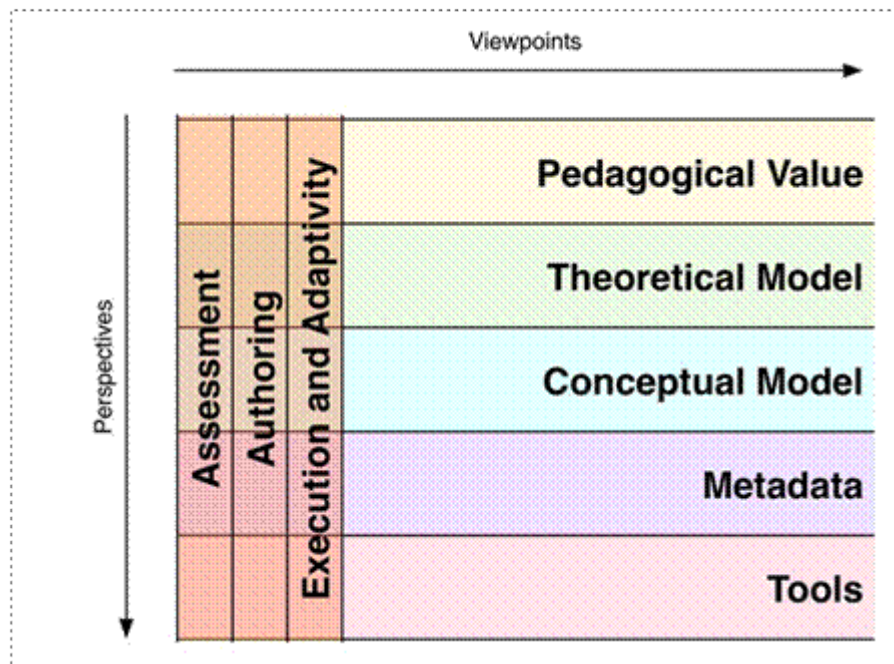 Viewpoints
Perspectives
Assessment
Authoring
Execution and Adaptivity
Pedagogical Value
Theoretical Model
Conceptual Model
Metadata
Tools